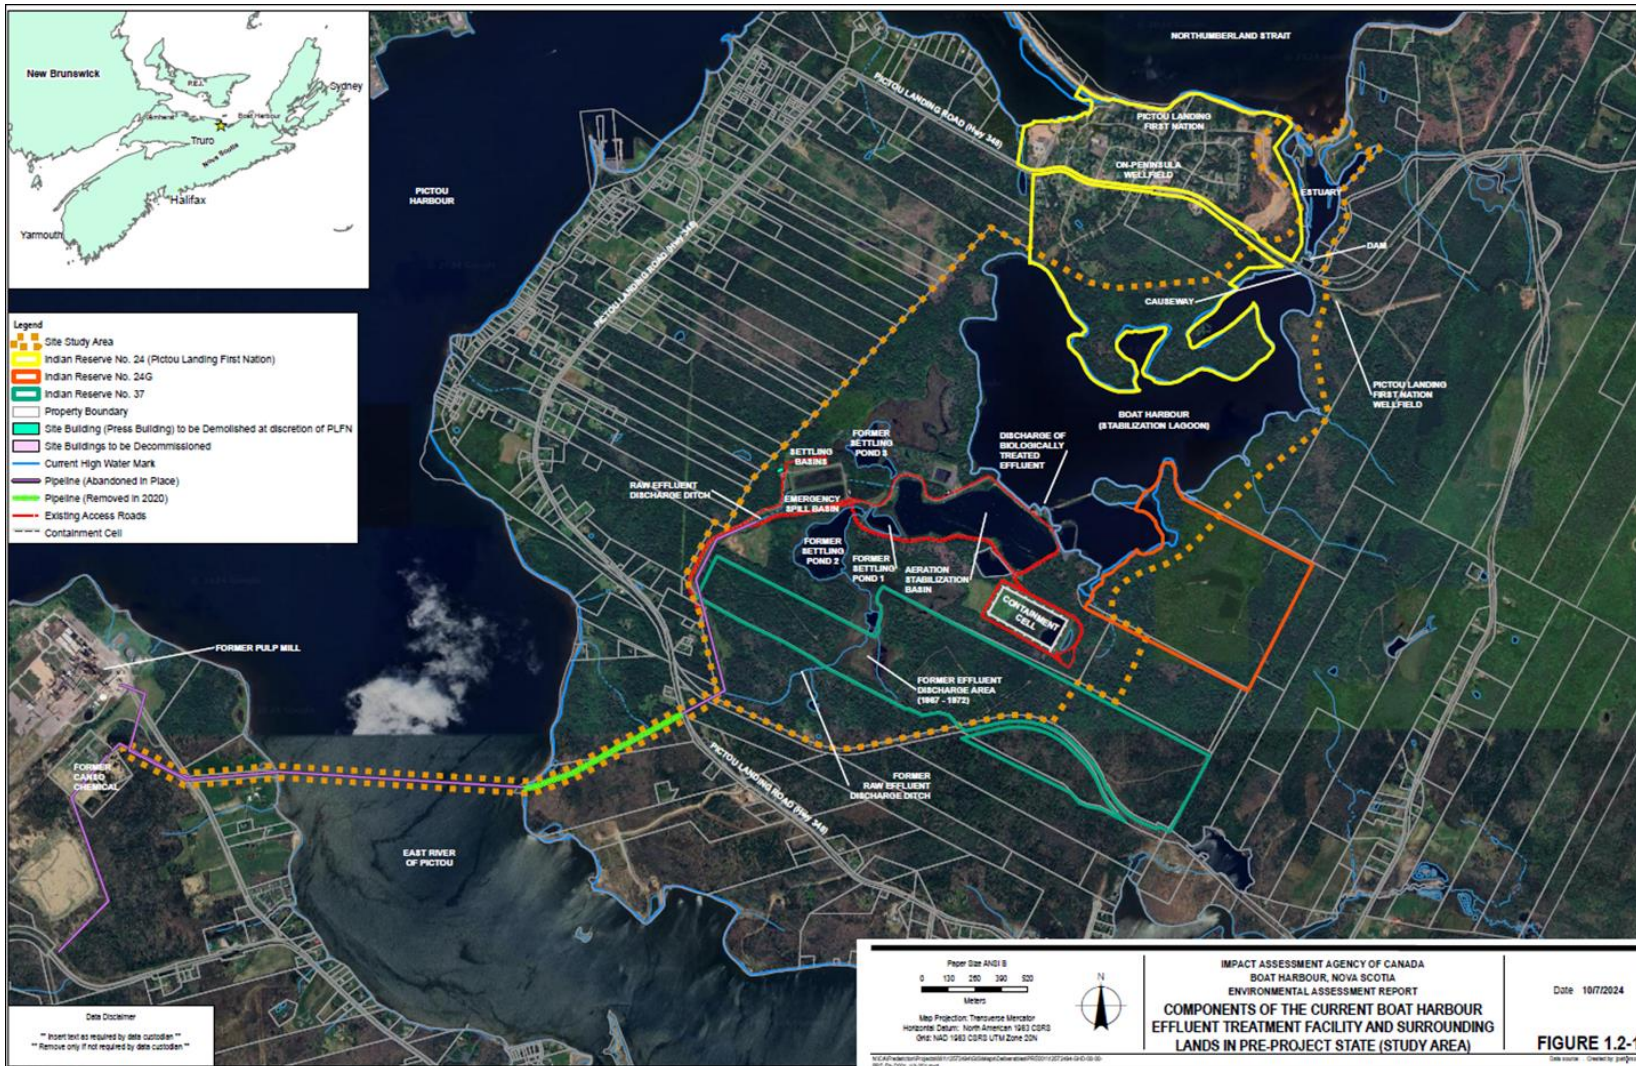 New Brunswick
P.E.I.
Sydney
Amherst
Boat Harbour
Truro
Nova Scotia
Halifax
Yarmouth
NORTHUMBERLAND STRAIT
PICTOU LANDING ROAD (Hwy 348)
PICTOU LANDING
FIRST NATION
ON-PENINSULA
WELLFIELD
ESTUARY
PICTOU
HARBOUR
DAM
CAUSEWAY
PICTOU LANDING ROAD (Hwy 348)
PICTOU LANDING
FIRST NATION
WELLFIELD
BOAT HARBOUR
(STABILIZATION LAGOON)
Legend
Site Study Area
Indian Reserve No. 24 (Pictou Landing First Nation)
Indian Reserve No. 24G
Indian Reserve No. 37
Property Boundary
Site Building (Press Building) to be Demolished at discretion of PLFN
Site Buildings to be Decommissioned
Current High Water Mark
Pipeline (Abandoned In Place)
Pipeline (Removed in 2020)
Existing Access Roads
Containment Cell
FORMER
SETTLING
POND 3
SETTLING
BASINS
DISCHARGE OF
BIOLOGICALLY
TREATED
EFFLUENT
RAW EFFLUENT
DISCHARGE DITCH
EMERGENCY
SPILL BASIN
FORMER
SETTLING
POND 2
FORMER
SETTLING
POND 1
AERATION
STABILIZATION
BASIN
CONTAINMENT
CELL
FORMER PULP MILL
FORMER EFFLUENT
DISCHARGE AREA
(1967 - 1972)
FORMER
CANSO
CHEMICAL
FORMER
RAW EFFLUENT
DISCHARGE DITCH
PICTOU LANDING ROAD (Hwy 348)
EAST RIVER
OF PICTOU
Data Disclaimer
** Insert text as required by data custodian **
** Remove only if not required by data custodian **
Paper Size ANSI B
0 130 260 390 520
Meters
Map Projection: Transverse Mercator
Horizontal Datum: North American 1983 CSRS
Grid: NAD 1983 CSRS UTM Zone 20N
N
IMPACT ASSESSMENT AGENCY OF CANADA
BOAT HARBOUR, NOVA SCOTIA
ENVIRONMENTAL ASSESSMENT REPORT
COMPONENTS OF THE CURRENT BOAT HARBOUR
EFFLUENT TREATMENT FACILITY AND SURROUNDING
LANDS IN PRE-PROJECT STATE (STUDY AREA)
Date 10/7/2024
FIGURE 1.2-1
Data source: Created by: